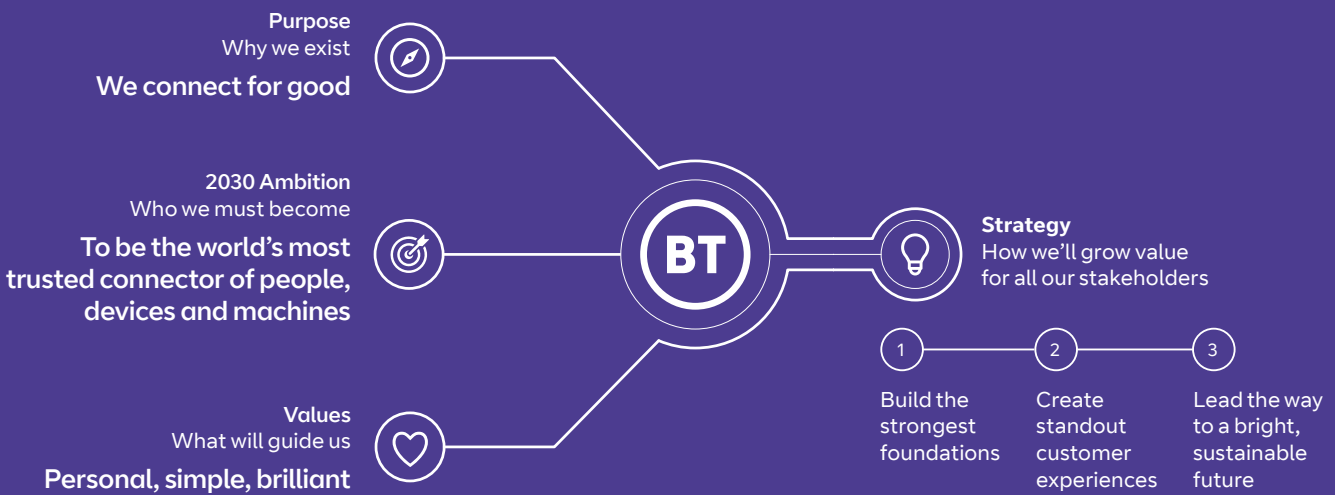 Purpose
Why we exist
We connect for good
2030 Ambition
Who we must become
To be the world’s most
trusted connector of people,
devices and machines
Values
What will guide us
Personal, simple, brilliant
BT
Strategy
How we’ll grow value
for all our stakeholders
1
Build the
strongest
foundations
2
Create
standout
customer
experiences
3
Lead the way
to a bright,
sustainable
future